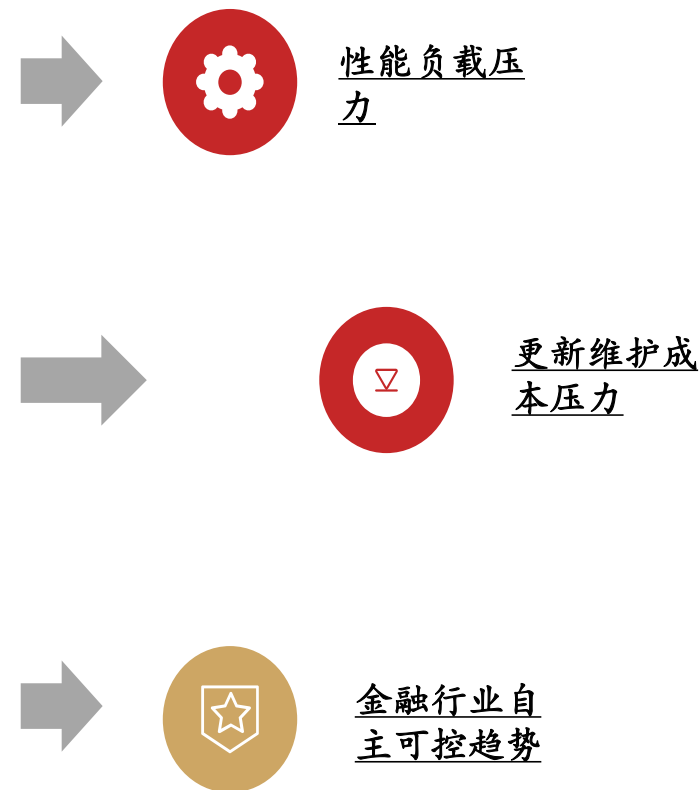 性能负载压
力
更新维护成
本压力
金融行业自
主可控趋势